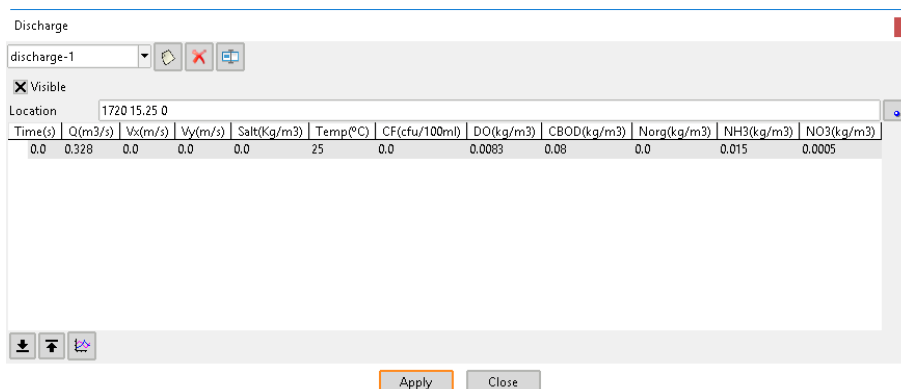 Discharge
discharge-1
Visible
Location 1720 15.25 0
Time(s) Q(m3/s) Vx(m/s) Vy(m/s) Salt(Kg/m3) Temp(ºC) CF(cfu/100ml) DO(kg/m3) CBOD(kg/m3) Norg(kg/m3) NH3(kg/m3) NO3(kg/m3)
0.0 0.328 0.0 0.0 0.0 25 0.0 0.0083 0.08 0.0 0.015 0.0005
Apply Close